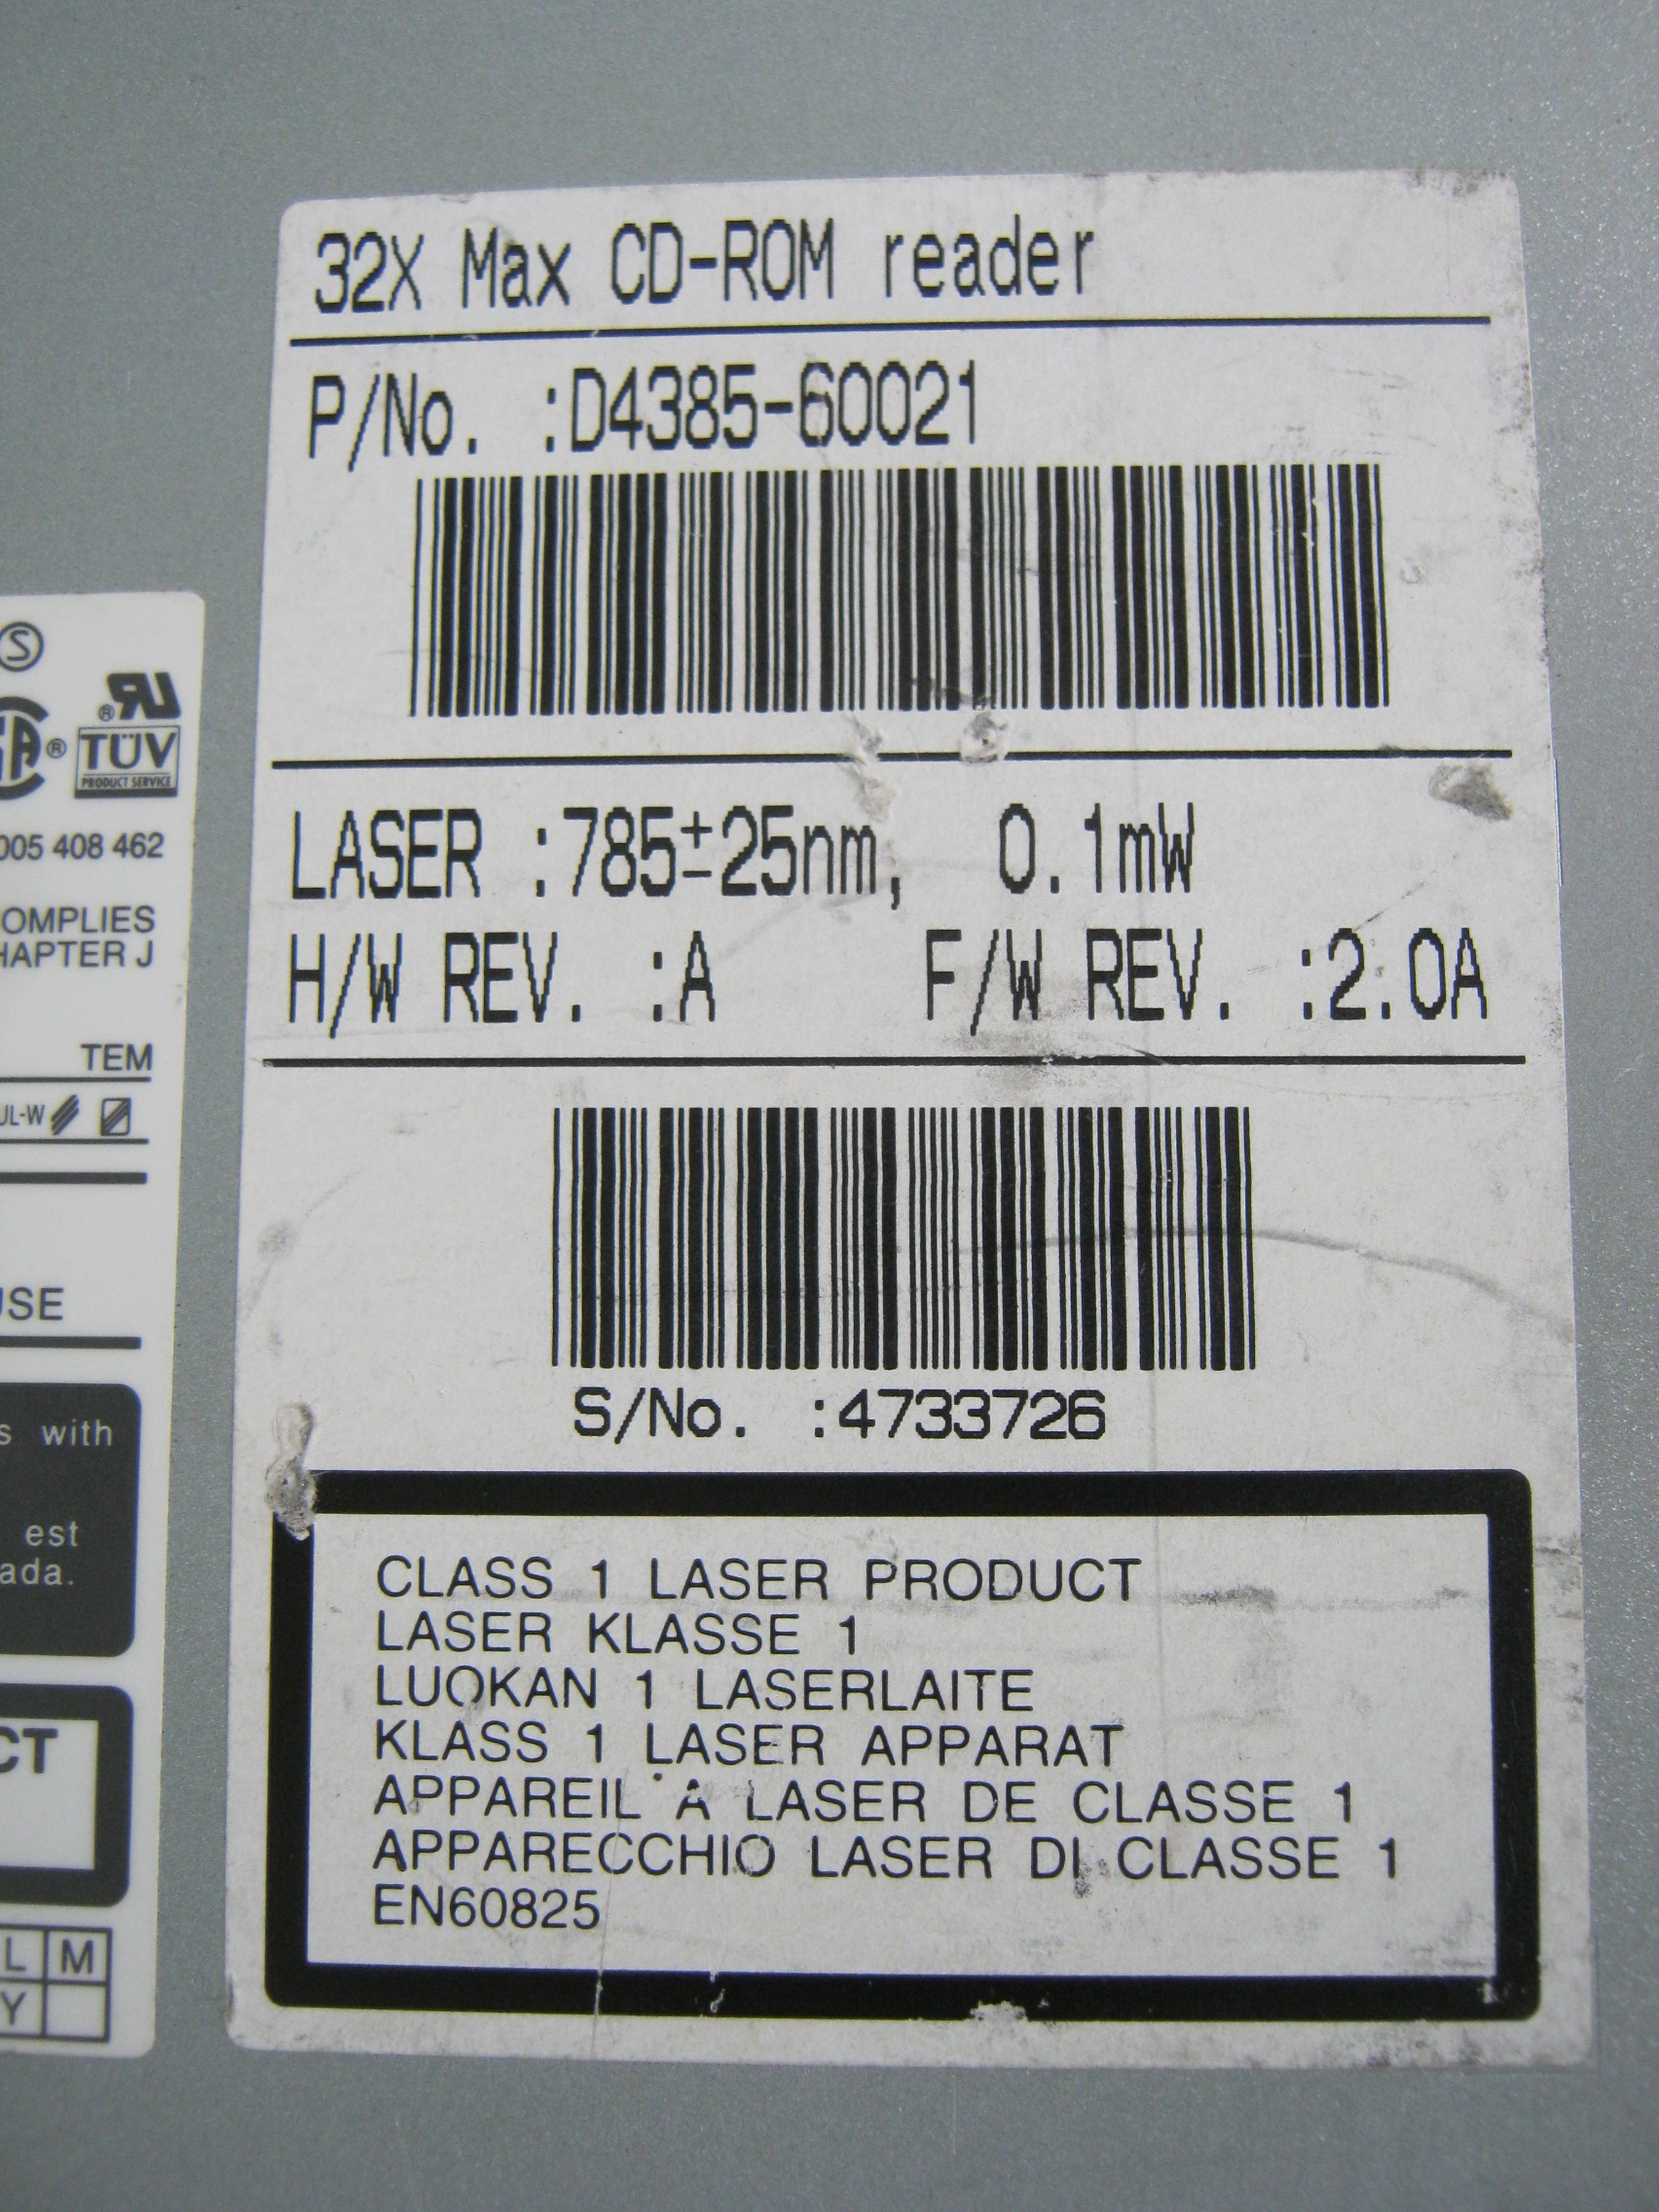 32X Max CD-ROM reader
P/No. :D4385-60021
LASER :785±25nm, 0.1mW
H/W REV. :A F/W REV. :2.0A
S/No. :4733726
CLASS 1 LASER PRODUCT
LASER KLASSE 1
LUOKAN 1 LASERLAITE
KLASS 1 LASER APPARAT
APPAREIL A LASER DE CLASSE 1
APPARECCHIO LASER DI CLASSE 1
EN60825
S
®
® TÜV
PRODUCT SERVICE
005 408 462
OMPLIES
HAPTER J
TEM
UL-W
USE
s with
est
ada.
CT
L M
Y